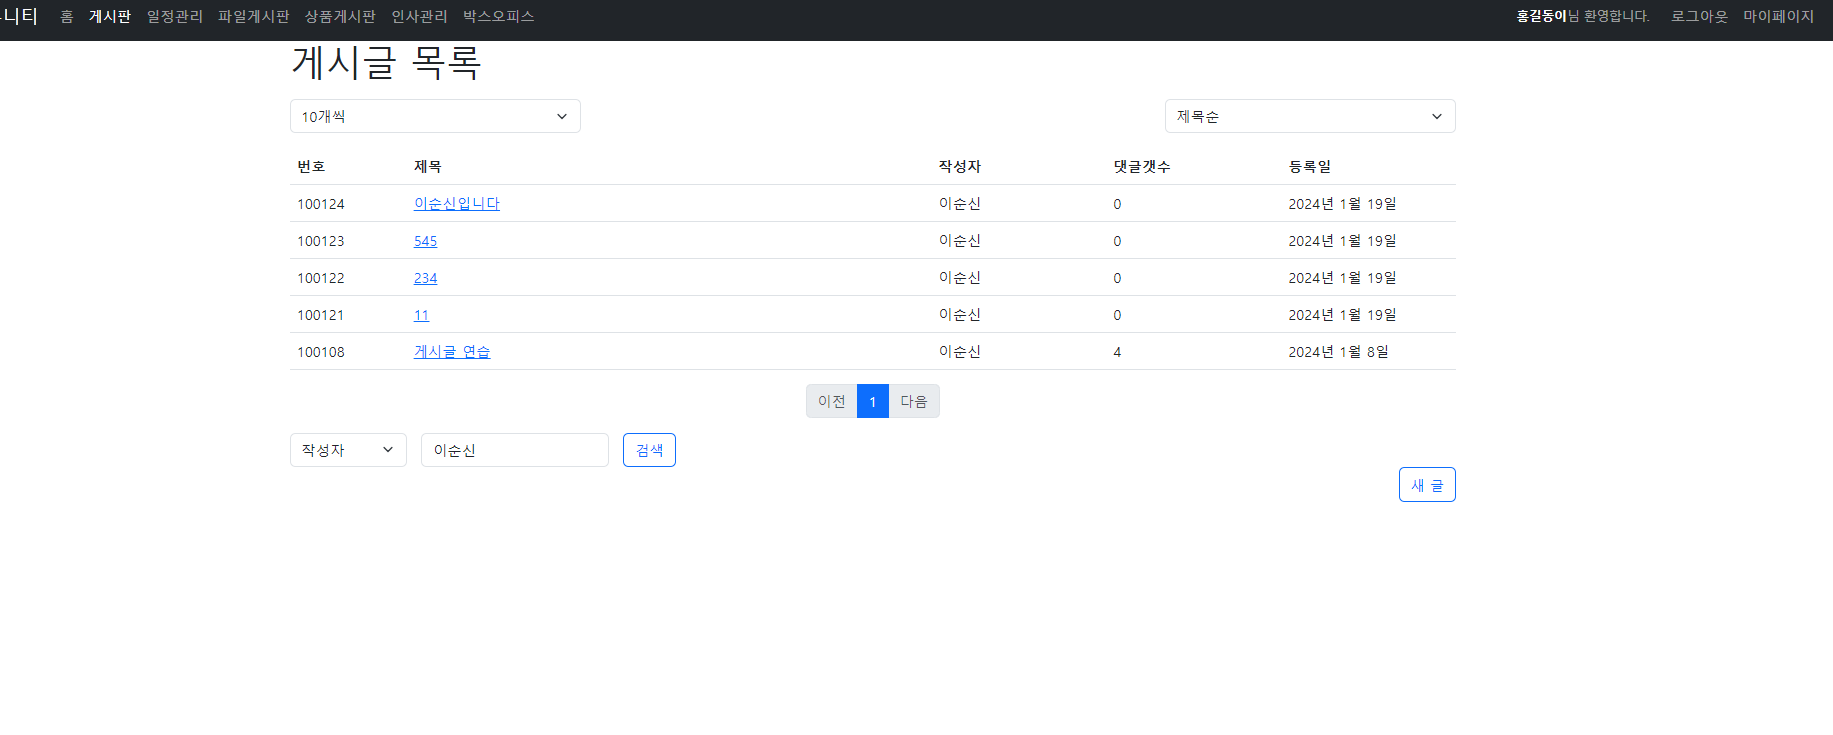 니티 홈 게시판 일정관리 파일게시판 상품게시판 인사관리 박스오피스 홍길동이님 환영합니다. 로그아웃 마이페이지
게시글 목록
10개씩 제목순
번호 제목 작성자 댓글갯수 등록일
100124 이순신입니다 이순신 0 2024년 1월 19일
100123 545 이순신 0 2024년 1월 19일
100122 234 이순신 0 2024년 1월 19일
100121 11 이순신 0 2024년 1월 19일
100108 게시글 연습 이순신 4 2024년 1월 8일
이전 1 다음
작성자 이순신 검색
새 글